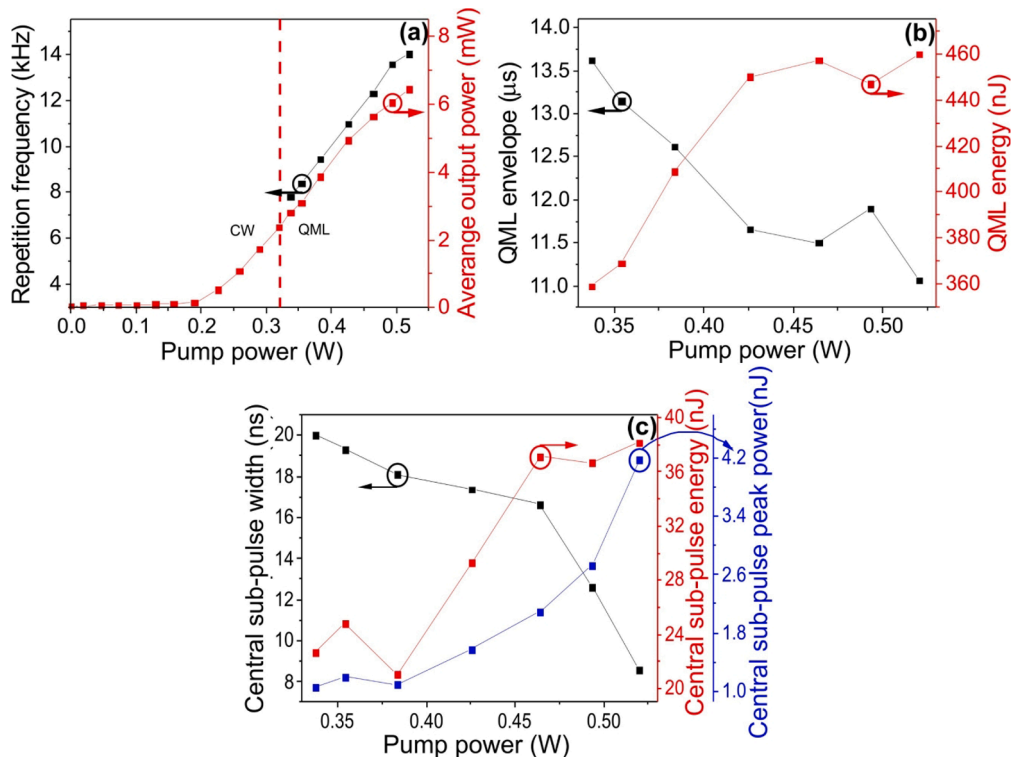 (a)
Repetition frequency (kHz)
14
12
10
8
6
4
Averange output power (mW)
8
6
4
2
0
CW
QML
0.0 0.1 0.2 0.3 0.4 0.5
Pump power (W)
(b)
QML envelope (μs)
14.0
13.5
13.0
12.5
12.0
11.5
11.0
QML energy (nJ)
460
440
420
400
380
360
0.35 0.40 0.45 0.50
Pump power (W)
(c)
Central sub-pulse width (ns)
20
18
16
14
12
10
8
Central sub-pulse energy (nJ)
40
36
32
28
24
22
20
Central sub-pulse peak power(nJ)
4.2
3.4
2.6
1.8
1.0
0.35 0.40 0.45 0.50
Pump power (W)